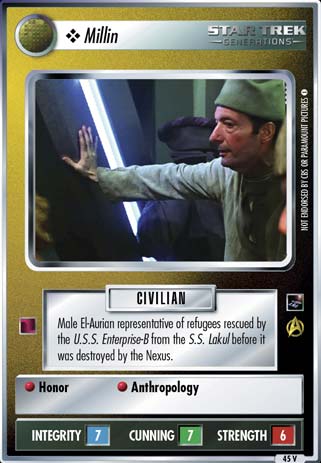 ❖ Millin
STAR TREK
GENERATIONS
NOT ENDORSED BY CBS OR PARAMOUNT PICTURES
CIVILIAN
Male El-Aurian representative of refugees rescued by
the U.S.S. Enterprise-B from the S.S. Lakul before it
was destroyed by the Nexus.
Honor
Anthropology
INTEGRITY 7 CUNNING 7 STRENGTH 6
45 V